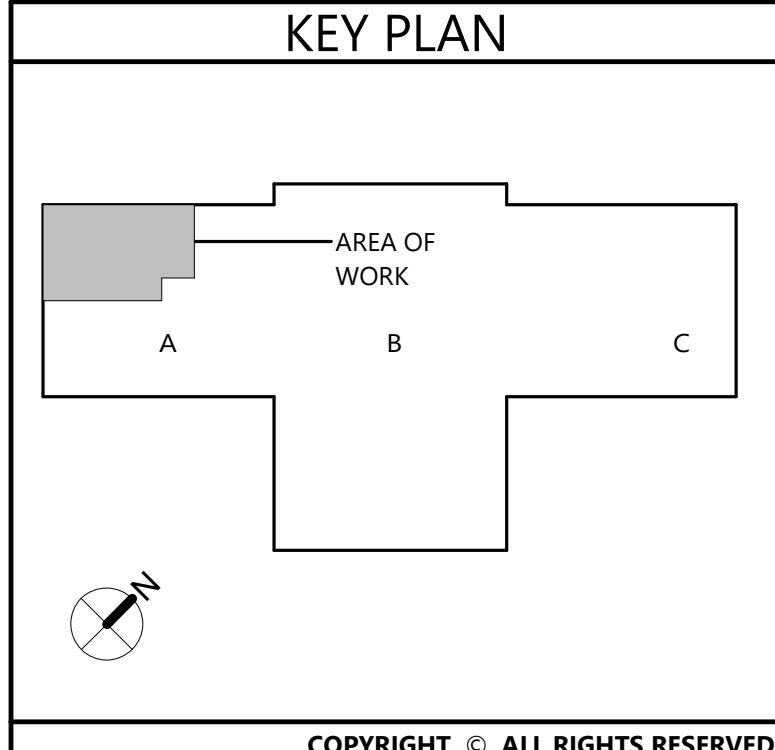 KEY PLAN
AREA OF
WORK
A B C
N
COPYRIGHT © ALL RIGHTS RESERVED